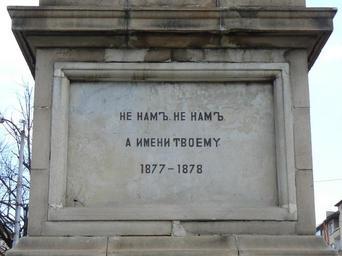 НЕ НАМЪ. НЕ НАМЪ.
А ИМЕНИ ТВОЕМУ.
1877-1878